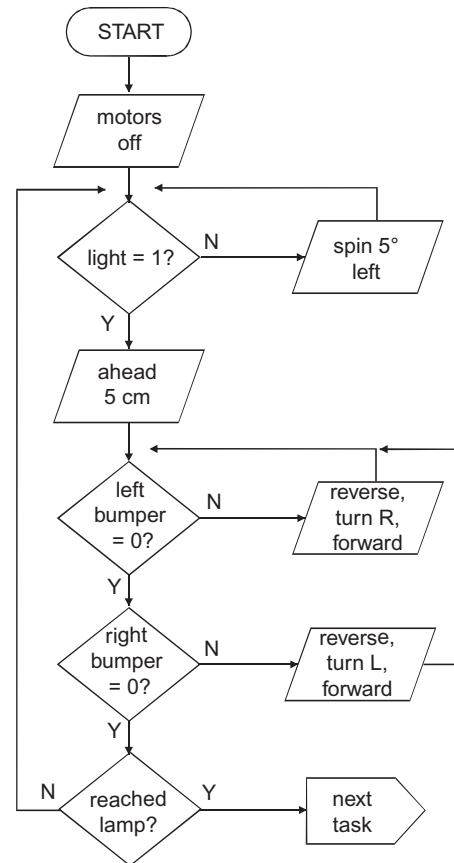 START
motors
off
light = 1?
N
spin 5°
left
Y
ahead
5 cm
left
bumper
= 0?
N
reverse,
turn R,
forward
Y
right
bumper
=0?
N
reverse,
turn L,
forward
Y
N
reached
lamp?
Y
next
task